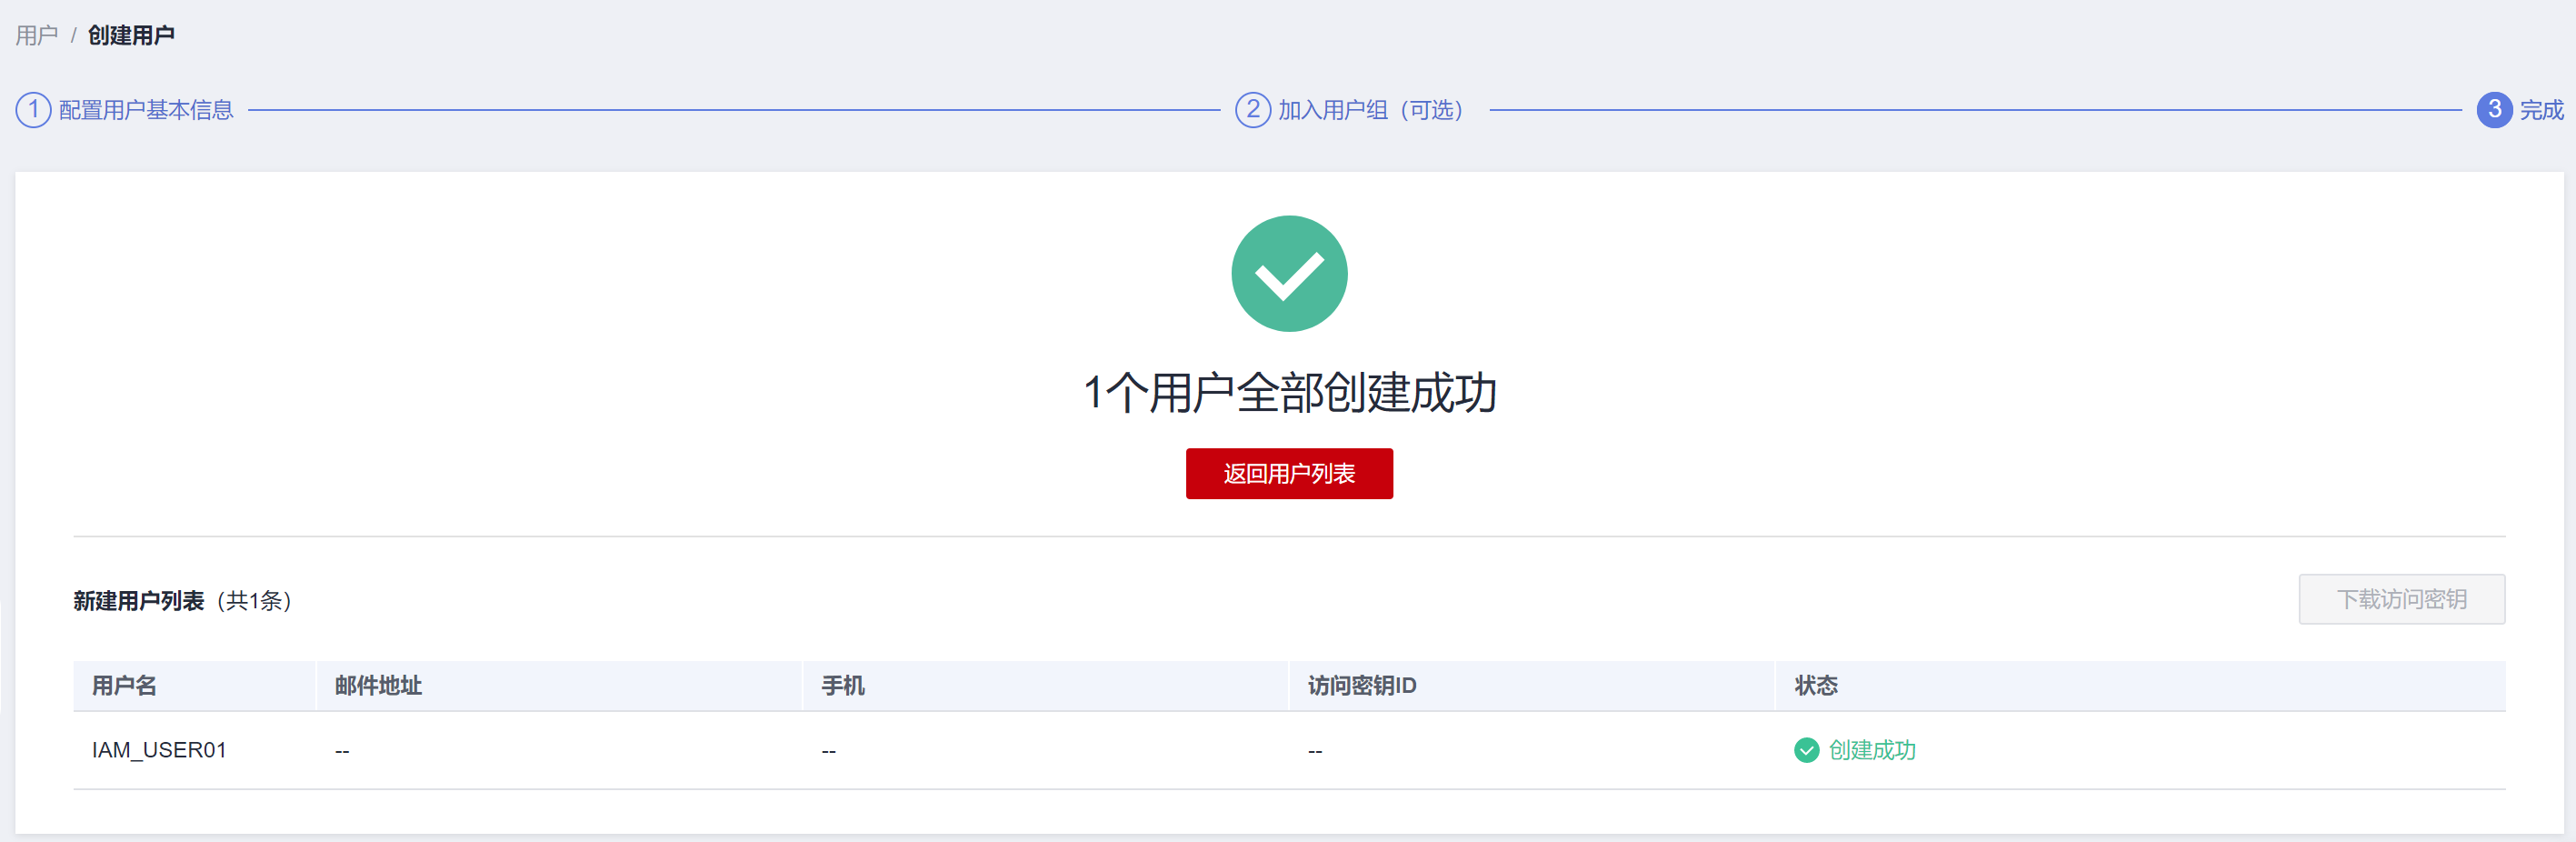 用户 / 创建用户
1 配置用户基本信息 2 加入用户组（可选） 3 完成
1个用户全部创建成功
返回用户列表
新建用户列表（共1条） 下载访问密钥
用户名 邮件地址 手机 访问密钥ID 状态
IAM_USER01 -- -- -- 创建成功